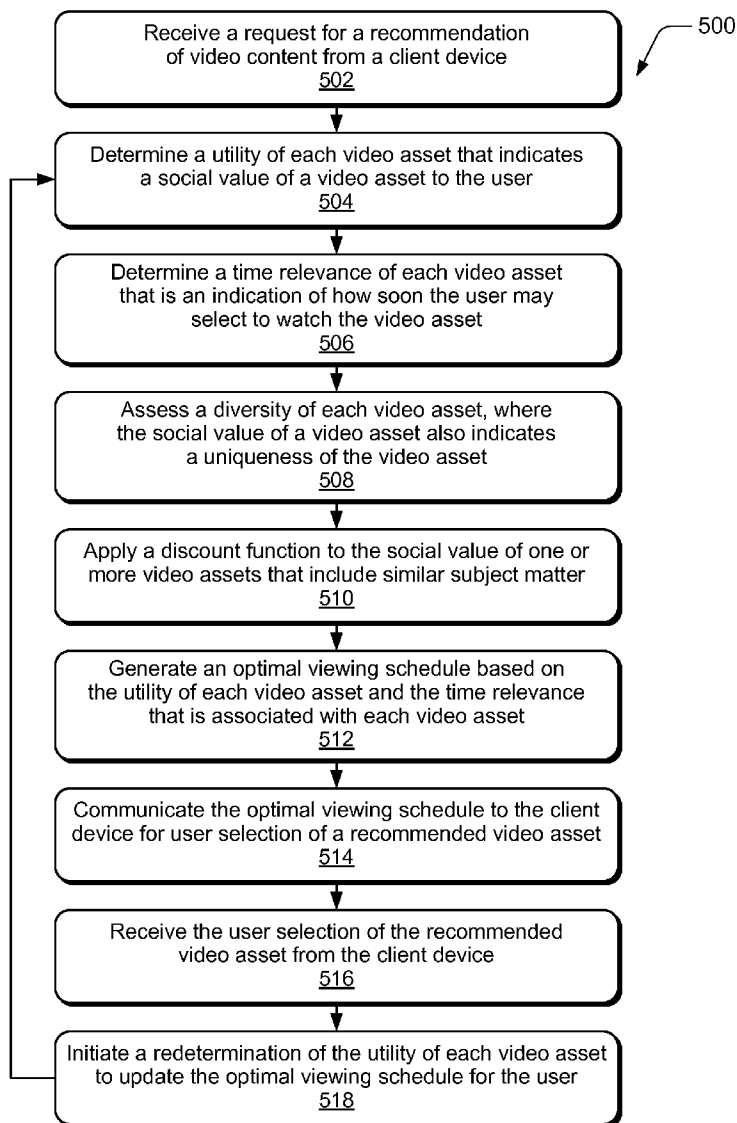 500
Receive a request for a recommendation
of video content from a client device
502
Determine a utility of each video asset that indicates
a social value of a video asset to the user
504
Determine a time relevance of each video asset
that is an indication of how soon the user may
select to watch the video asset
506
Assess a diversity of each video asset, where
the social value of a video asset also indicates
a uniqueness of the video asset
508
Apply a discount function to the social value of one or
more video assets that include similar subject matter
510
Generate an optimal viewing schedule based on
the utility of each video asset and the time relevance
that is associated with each video asset
512
Communicate the optimal viewing schedule to the client
device for user selection of a recommended video asset
514
Receive the user selection of the recommended
video asset from the client device
516
Initiate a redetermination of the utility of each video asset
to update the optimal viewing schedule for the user
518